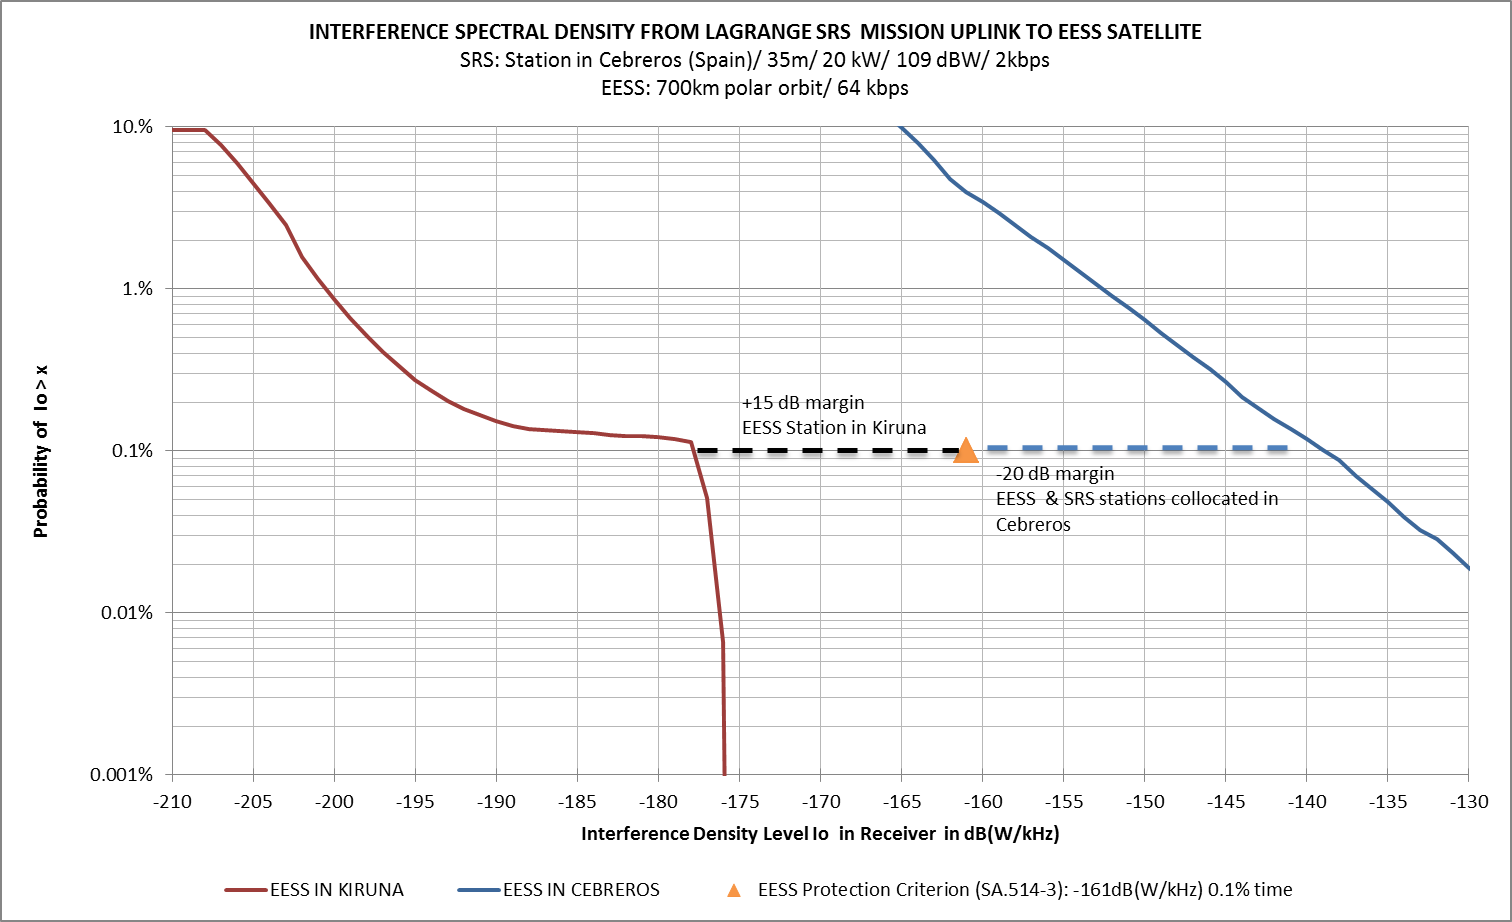 INTERFERENCE SPECTRAL DENSITY FROM LAGRANGE SRS MISSION UPLINK TO EESS SATELLITE
SRS: Station in Cebreros (Spain)/ 35m/ 20 kW/ 109 dBW/ 2kbps
EESS: 700km polar orbit/ 64 kbps
10.%
1.%
0.1%
0.01%
0.001%
Probability of Io > x
+15 dB margin
EESS Station in Kiruna
-20 dB margin
EESS & SRS stations collocated in
Cebreros
-210 -205 -200 -195 -190 -185 -180 -175 -170 -165 -160 -155 -150 -145 -140 -135 -130
Interference Density Level Io in Receiver in dB(W/kHz)
EESS IN KIRUNA EESS IN CEBREROS EESS Protection Criterion (SA.514-3): -161dB(W/kHz) 0.1% time